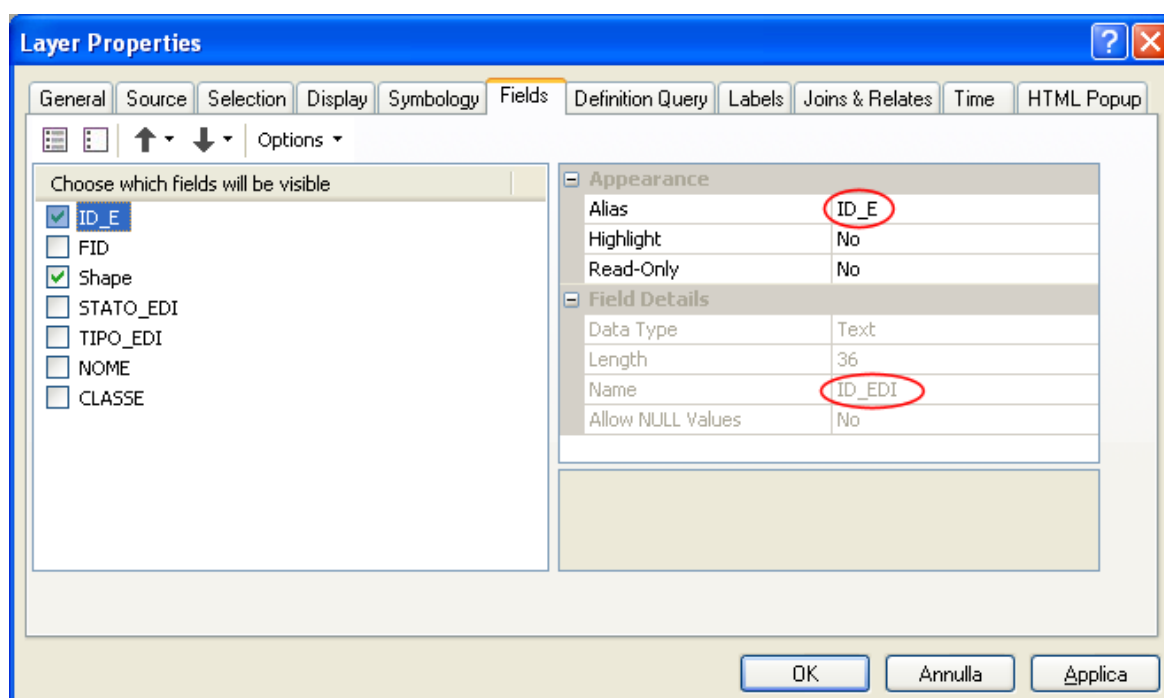 Layer Properties
General Source Selection Display Symbology Fields Definition Query Labels Joins & Relates Time HTML Popup
Options
Choose which fields will be visible
ID_E
FID
Shape
STATO_EDI
TIPO_EDI
NOME
CLASSE
Appearance
Alias ID_E
Highlight No
Read-Only No
Field Details
Data Type Text
Length 36
Name ID_EDI
Allow NULL Values No
OK Annulla Applica